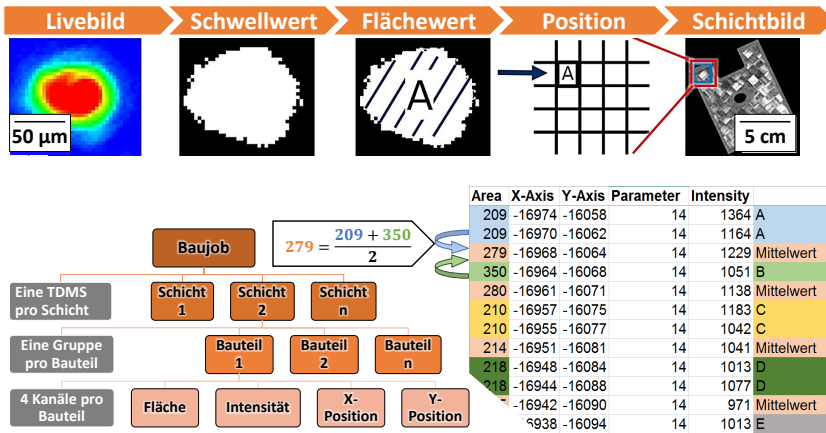 Livebild Schwellwert Flächewert Position Schichtbild
50 µm
A
A
5 cm
Baujob
279 = (209 + 350) / 2
Eine TDMS
pro Schicht
Schicht
1
Schicht
2
Schicht
n
Eine Gruppe
pro Bauteil
Bauteil
1
Bauteil
2
Bauteil
n
4 Kanäle pro
Bauteil
Fläche
Intensität
X-
Position
Y-
Position
Area X-Axis Y-Axis Parameter Intensity
209 -16974 -16058 14 1364 A
209 -16970 -16062 14 1164 A
279 -16968 -16064 14 1229 Mittelwert
350 -16964 -16068 14 1051 B
280 -16961 -16071 14 1138 Mittelwert
210 -16957 -16075 14 1183 C
210 -16955 -16077 14 1042 C
214 -16951 -16081 14 1041 Mittelwert
218 -16948 -16084 14 1013 D
218 -16944 -16088 14 1077 D
-16942 -16090 14 971 Mittelwert
6938 -16094 14 1013 E